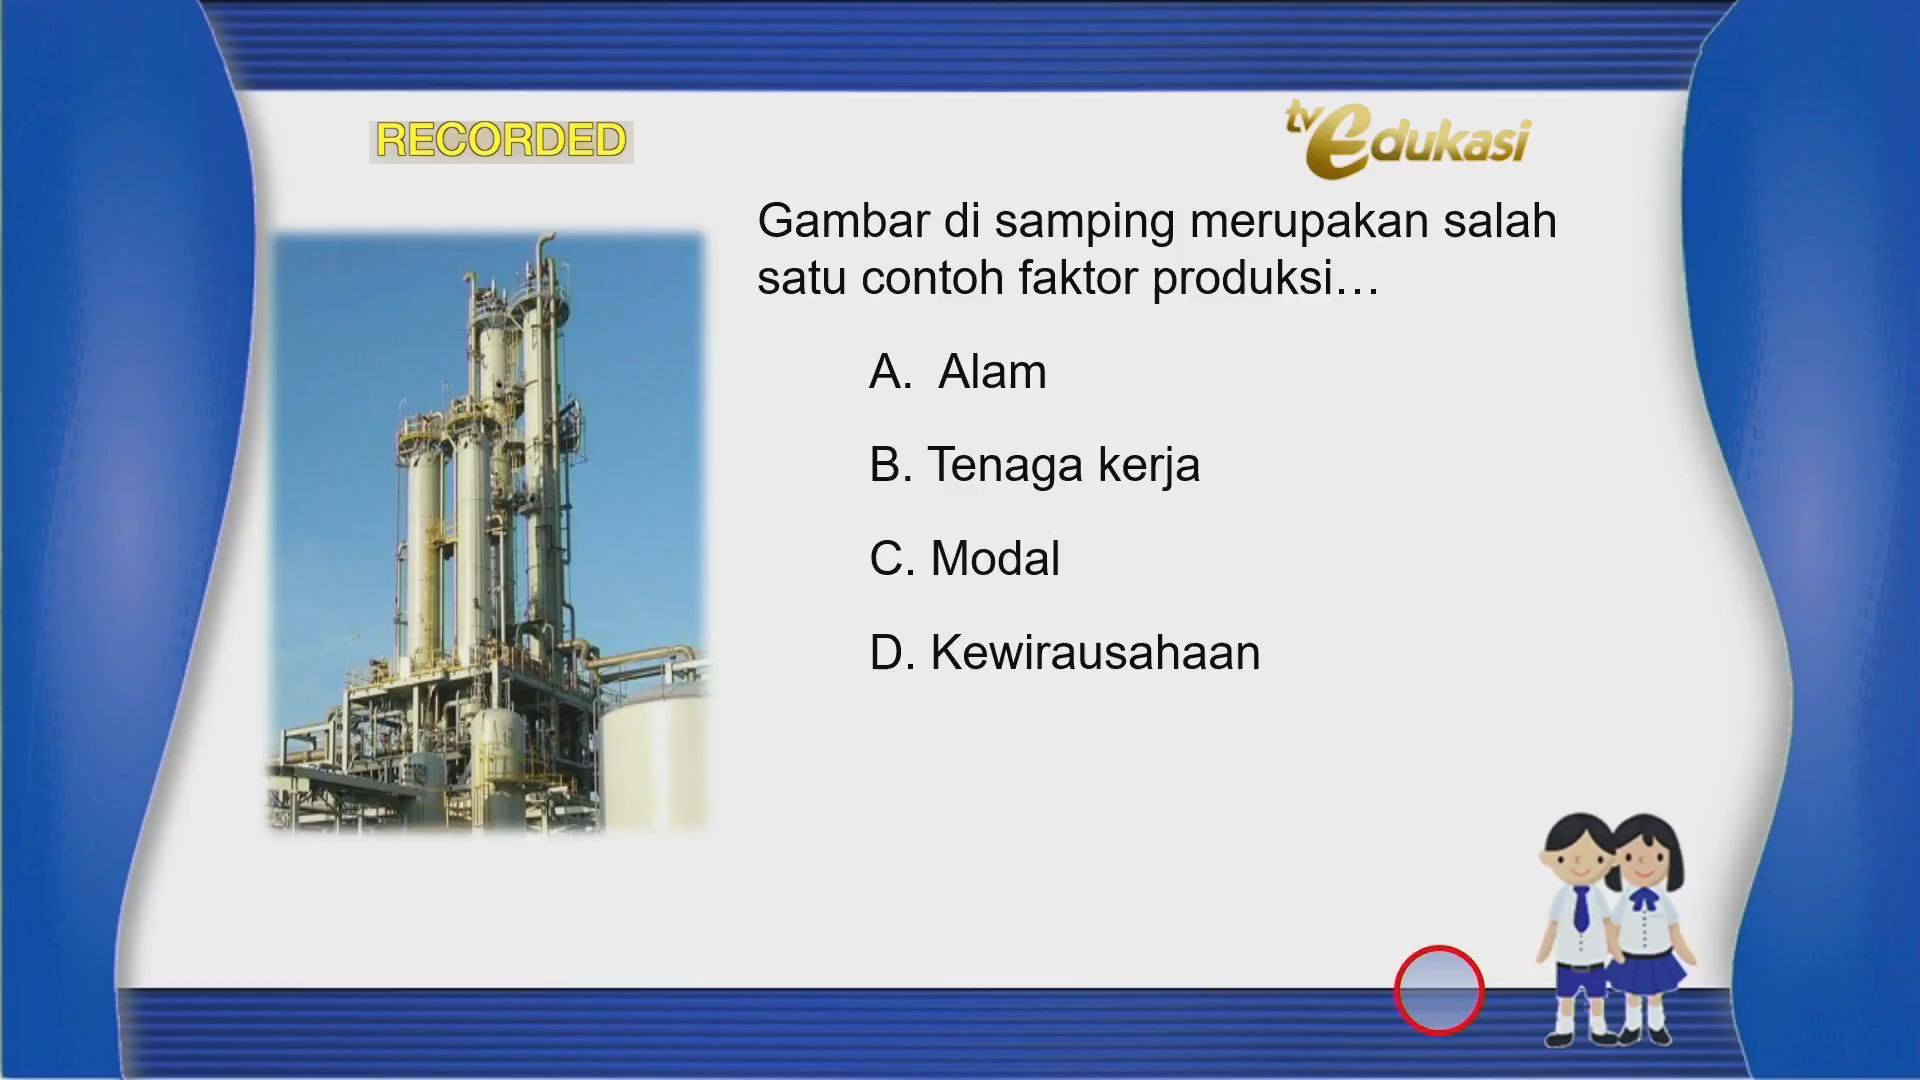 RECORDED
tv edukasi
Gambar di samping merupakan salah
satu contoh faktor produksi…
A. Alam
B. Tenaga kerja
C. Modal
D. Kewirausahaan